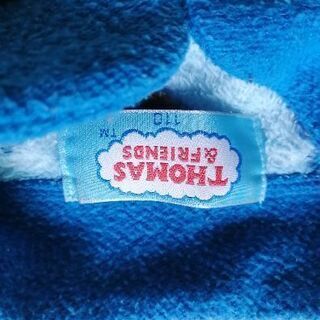 THOMAS
& FRIENDS
TM
110